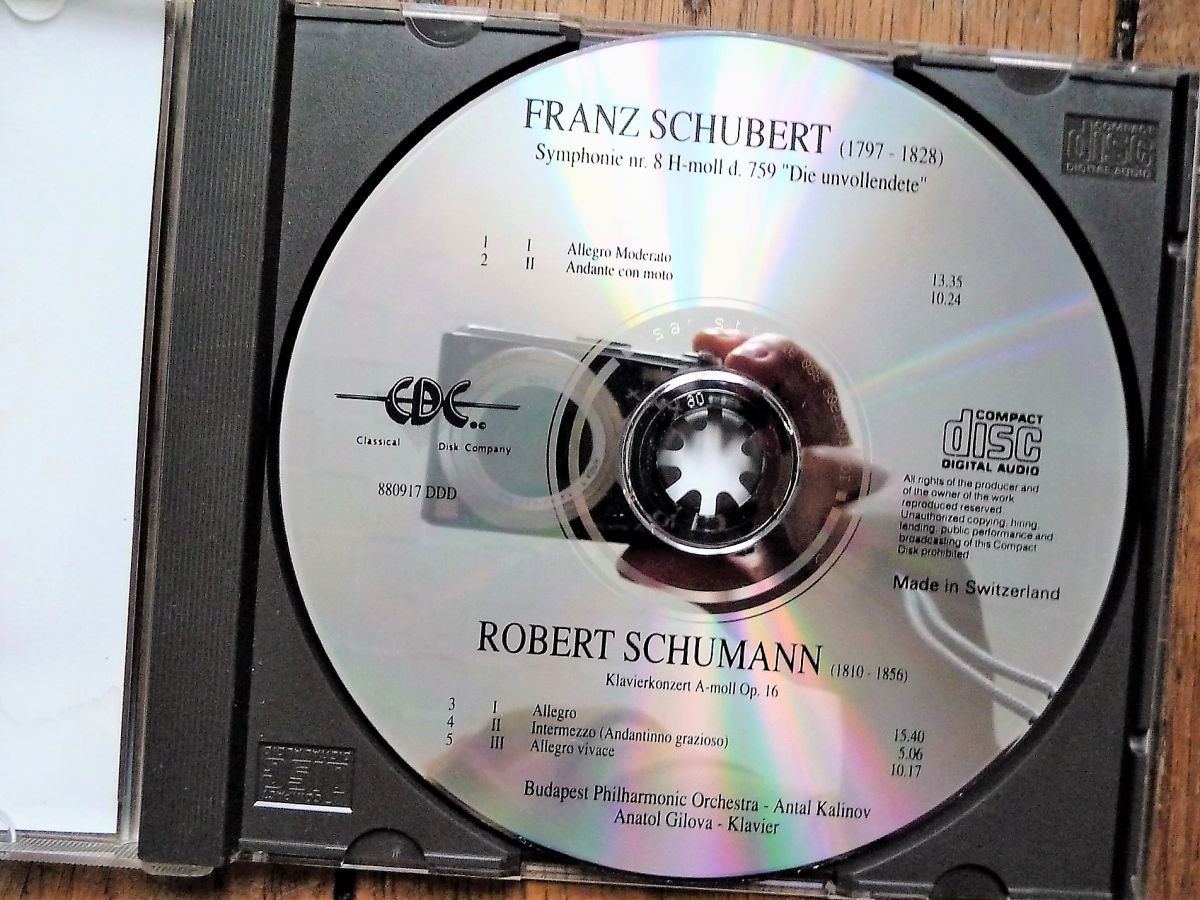 FRANZ SCHUBERT (1797 - 1828)
Symphonie nr. 8 H-moll d. 759 "Die unvollendete"
1 I Allegro Moderato 13.35
2 II Andante con moto 10.24
CDC
Classical Disk Company
880917 DDD
COMPACT
disc
DIGITAL AUDIO
All rights of the producer and
of the owner of the work
reproduced reserved.
Unauthorized copying, hiring,
lending, public performance and
broadcasting of this Compact
Disk prohibited
Made in Switzerland
ROBERT SCHUMANN (1810 - 1856)
Klavierkonzert A-moll Op. 16
3 I Allegro 15.40
4 II Intermezzo (Andantinno grazioso) 5.06
5 III Allegro vivace 10.17
Budapest Philharmonic Orchestra - Antal Kalinov
Anatol Gilova - Klavier
COMPACT
disc
DIGITAL AUDIO